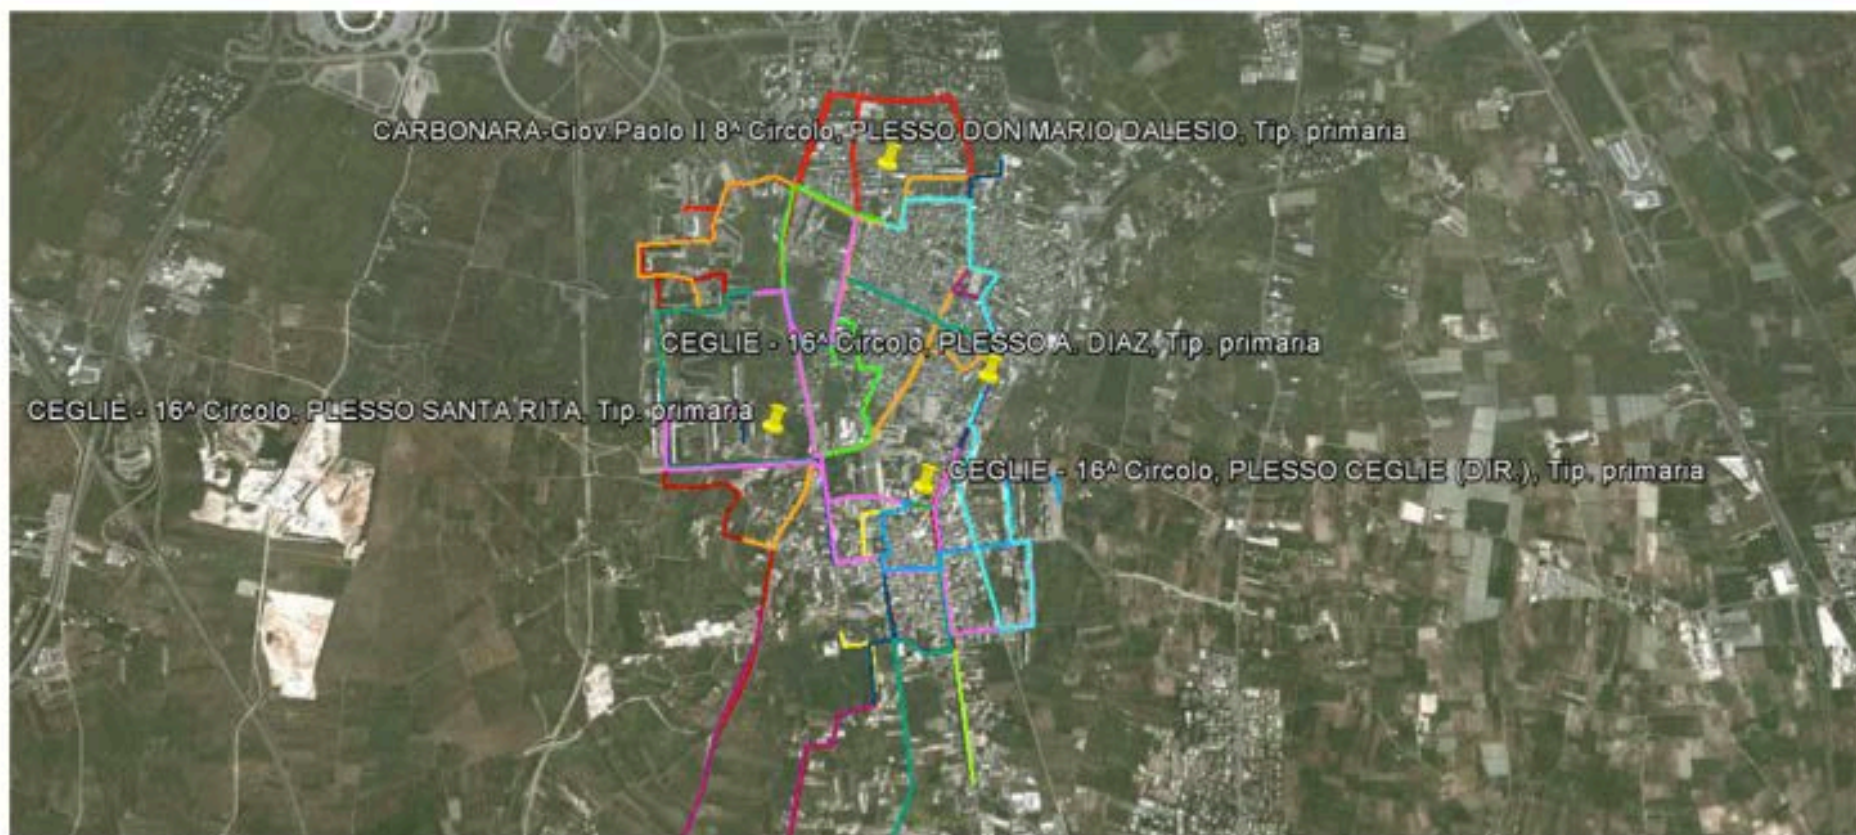 CARBONARA-Giov.Paolo II 8^ Circolo, PLESSO DON MARIO DALESIO, Tip. primaria
CEGLIE - 16^ Circolo, PLESSO A. DIAZ, Tip. primaria
CEGLIE - 16^ Circolo, PLESSO SANTA RITA, Tip. primaria
CEGLIE - 16^ Circolo, PLESSO CEGLIE (DIR.), Tip. primaria